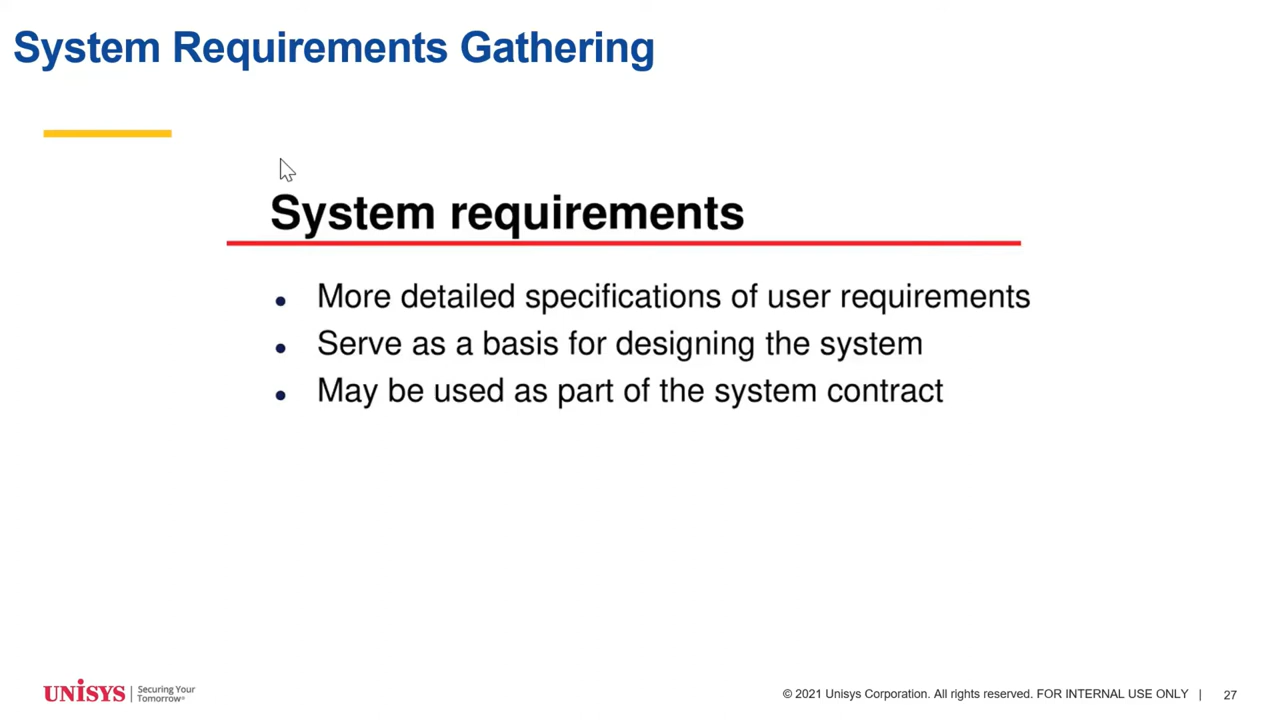 System Requirements Gathering
System requirements
• More detailed specifications of user requirements
• Serve as a basis for designing the system
• May be used as part of the system contract
UNISYS | Securing Your
Tomorrow®
© 2021 Unisys Corporation. All rights reserved. FOR INTERNAL USE ONLY | 27